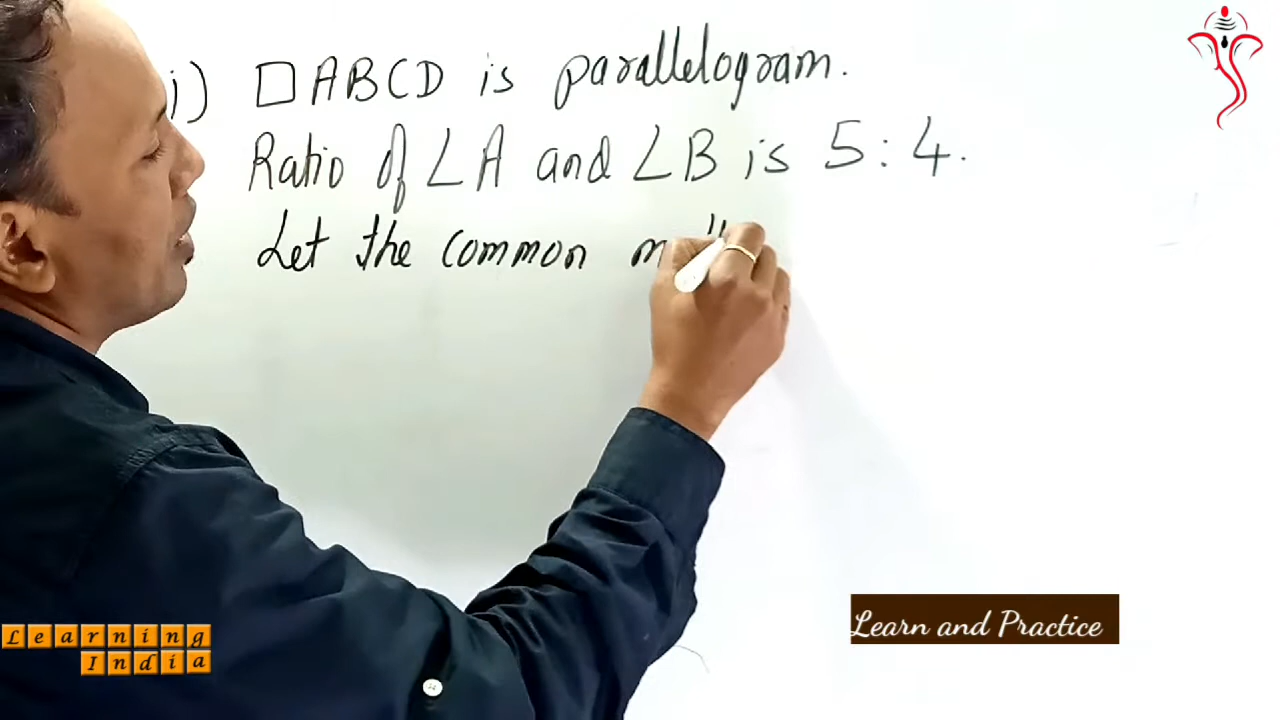 i) □ABCD is parallelogram.
Ratio of ∠A and ∠B is 5:4.
Let the common
Learn and Practice
Learning
India